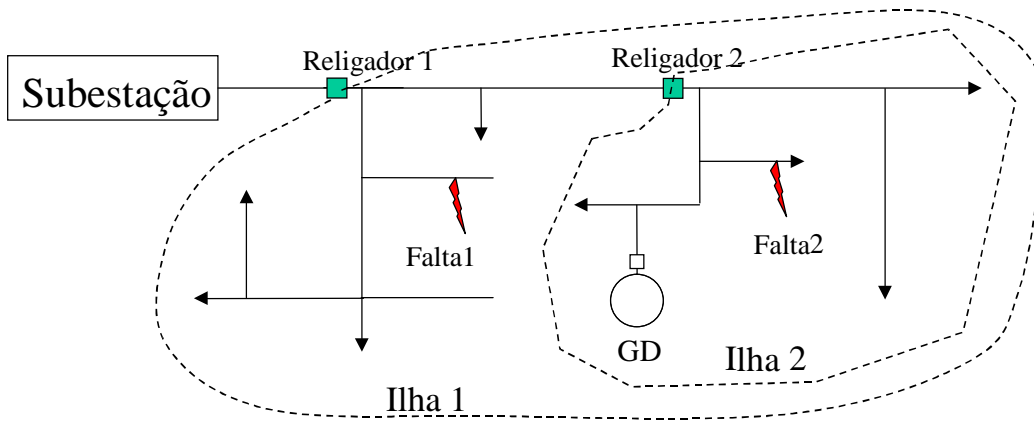 Religador 1
Religador 2
Subestação
Falta1
Falta2
GD
Ilha 2
Ilha 1